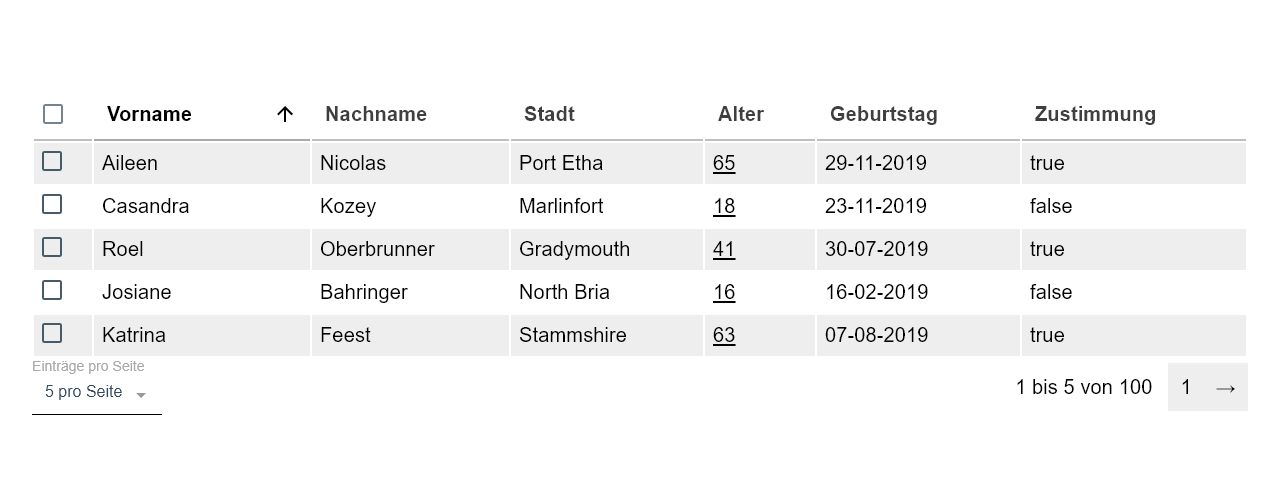 Vorname Nachname Stadt Alter Geburtstag Zustimmung
Aileen Nicolas Port Etha 65 29-11-2019 true
Casandra Kozey Marlinfort 18 23-11-2019 false
Roel Oberbrunner Gradymouth 41 30-07-2019 true
Josiane Bahringer North Bria 16 16-02-2019 false
Katrina Feest Stammshire 63 07-08-2019 true
Einträge pro Seite
5 pro Seite 1 bis 5 von 100 1 →